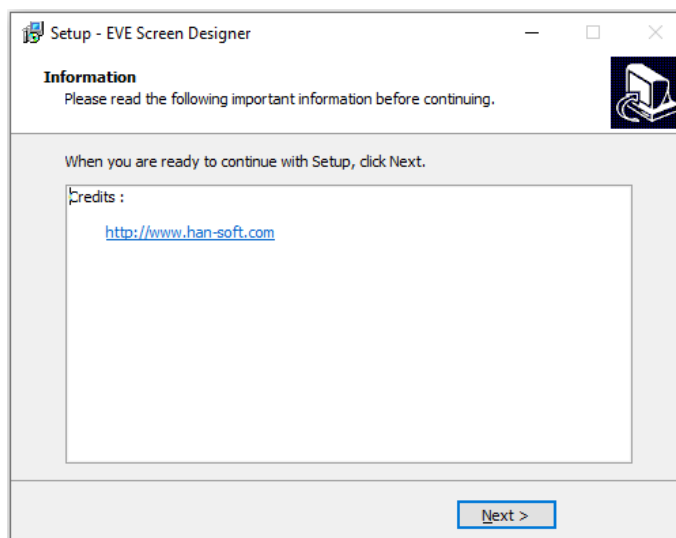 Setup - EVE Screen Designer
Information
Please read the following important information before continuing.
When you are ready to continue with Setup, click Next.
Credits :
http://www.han-soft.com
Next >